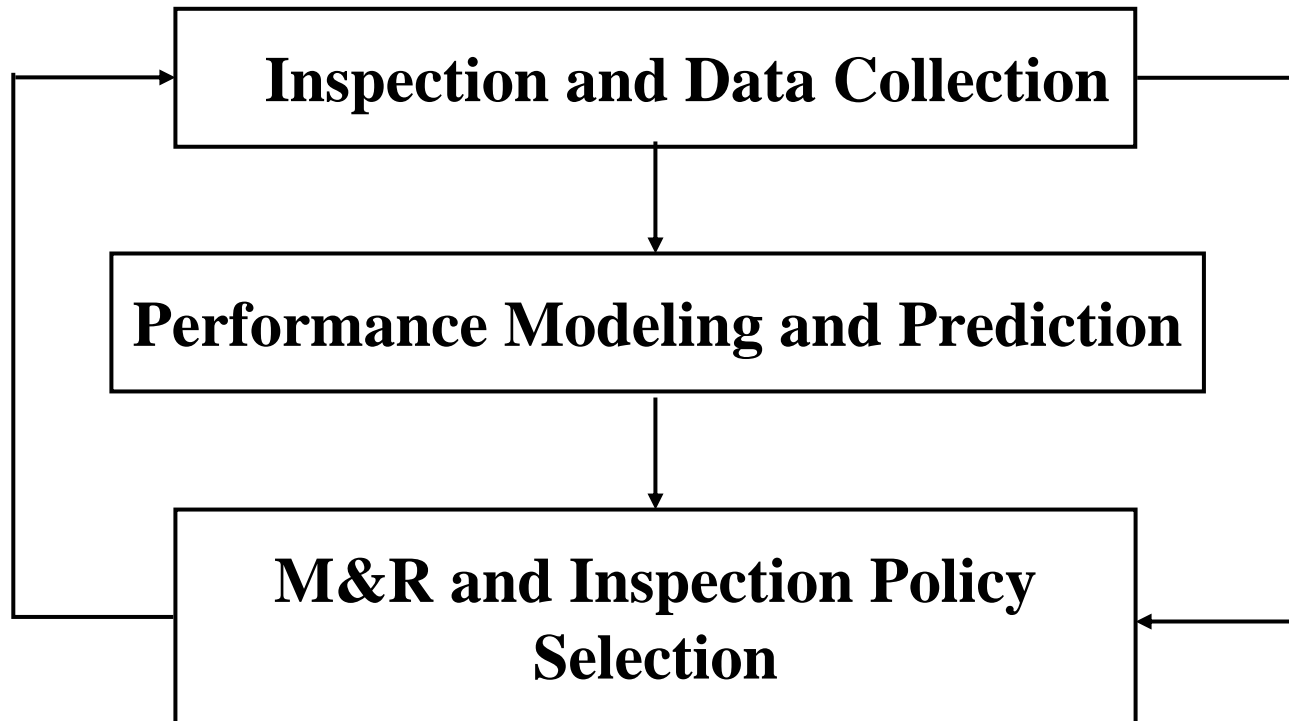 Inspection and Data Collection
Performance Modeling and Prediction
M&R and Inspection Policy
Selection